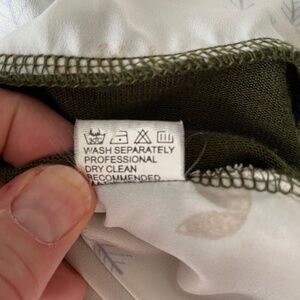 WASH SEPARATELY
PROFESSIONAL
DRY CLEAN
RECOMMENDED